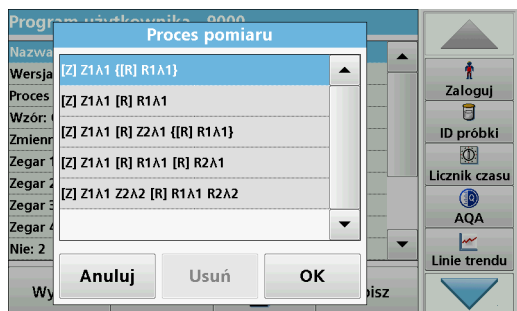 Program użytkownika 9000
Proces pomiaru
Nazwa
[Z] Z1λ1 {[R] R1λ1}
Wersja
Proces
[Z] Z1λ1 [R] R1λ1
Wzór:
[Z] Z1λ1 [R] Z2λ1 {[R] R1λ1}
Zmienn
Zegar 1
[Z] Z1λ1 [R] R1λ1 [R] R2λ1
Zegar 2
[Z] Z1λ1 Z2λ2 [R] R1λ1 R2λ2
Zegar 3
Zegar 4
Nie: 2
Anuluj Usuń OK
Wy pisz
Zaloguj
ID próbki
Licznik czasu
AQA
Linie trendu